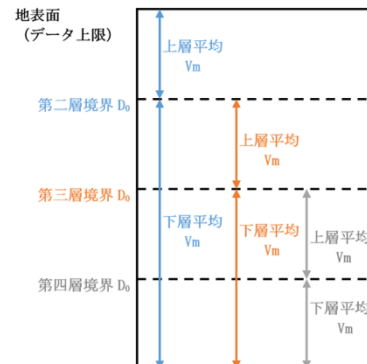 地表面
（データ上限）
上層平均
Vm
第二層境界 D₀
上層平均
Vm
第三層境界 D₀
下層平均
Vm
下層平均
Vm
上層平均
Vm
第四層境界 D₀
下層平均
Vm